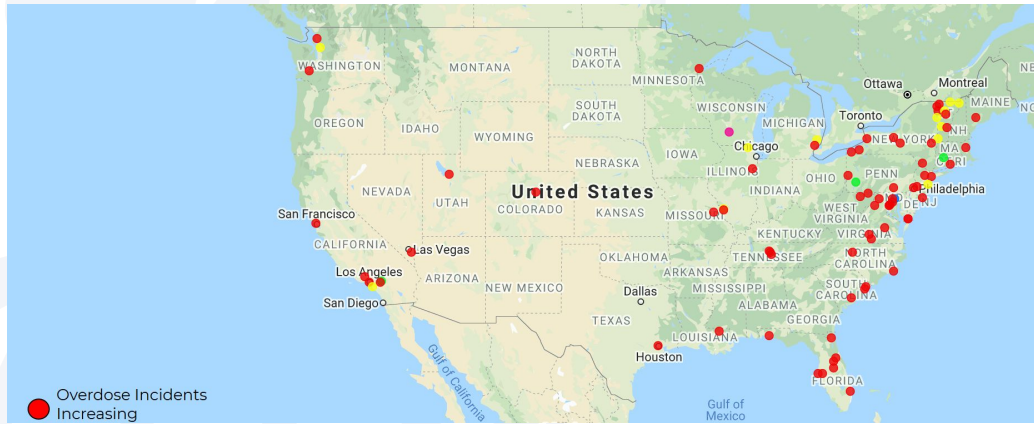 Ottawa
Montreal
WASHINGTON
MONTANA
NORTH
DAKOTA
MINNESOTA
MAINE
OREGON
IDAHO
SOUTH
DAKOTA
WISCONSIN
MICHIGAN
Toronto
NEW YORK
NH
WYOMING
IOWA
Chicago
MA
CT RI
NEBRASKA
ILLINOIS
INDIANA
OHIO
PENN
NEVADA
UTAH
COLORADO
United States
KANSAS
MISSOURI
WEST
VIRGINIA
MD
DE NJ
Philadelphia
San Francisco
CALIFORNIA
Las Vegas
KENTUCKY
VIRGINIA
Los Angeles
ARIZONA
NEW MEXICO
OKLAHOMA
ARKANSAS
TENNESSEE
NORTH
CAROLINA
San Diego
Dallas
MISSISSIPPI
ALABAMA
SOUTH
CAROLINA
TEXAS
LOUISIANA
GEORGIA
Houston
FLORIDA
Gulf of California
Gulf of
Mexico
Overdose Incidents
Increasing